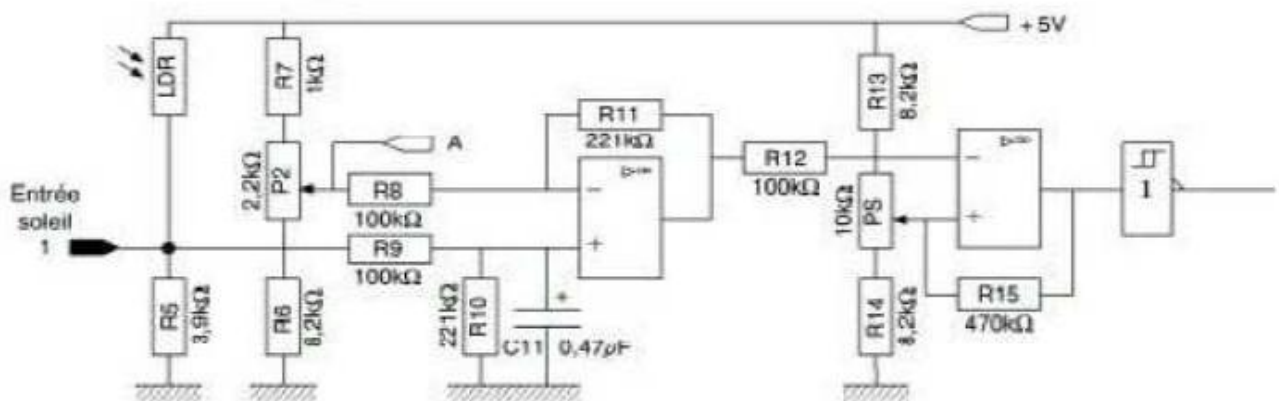 +5V
LDR
R7
1kΩ
R13
8,2kΩ
A
R11
221kΩ
P2
2,2kΩ
R8
100kΩ
R12
100kΩ
-
+
-
+
1
PS
10kΩ
Entrée
soleil
1
R9
100kΩ
R5
3,9kΩ
R6
8,2kΩ
R10
221kΩ
+
C11 0,47µF
R14
8,2kΩ
R15
470kΩ